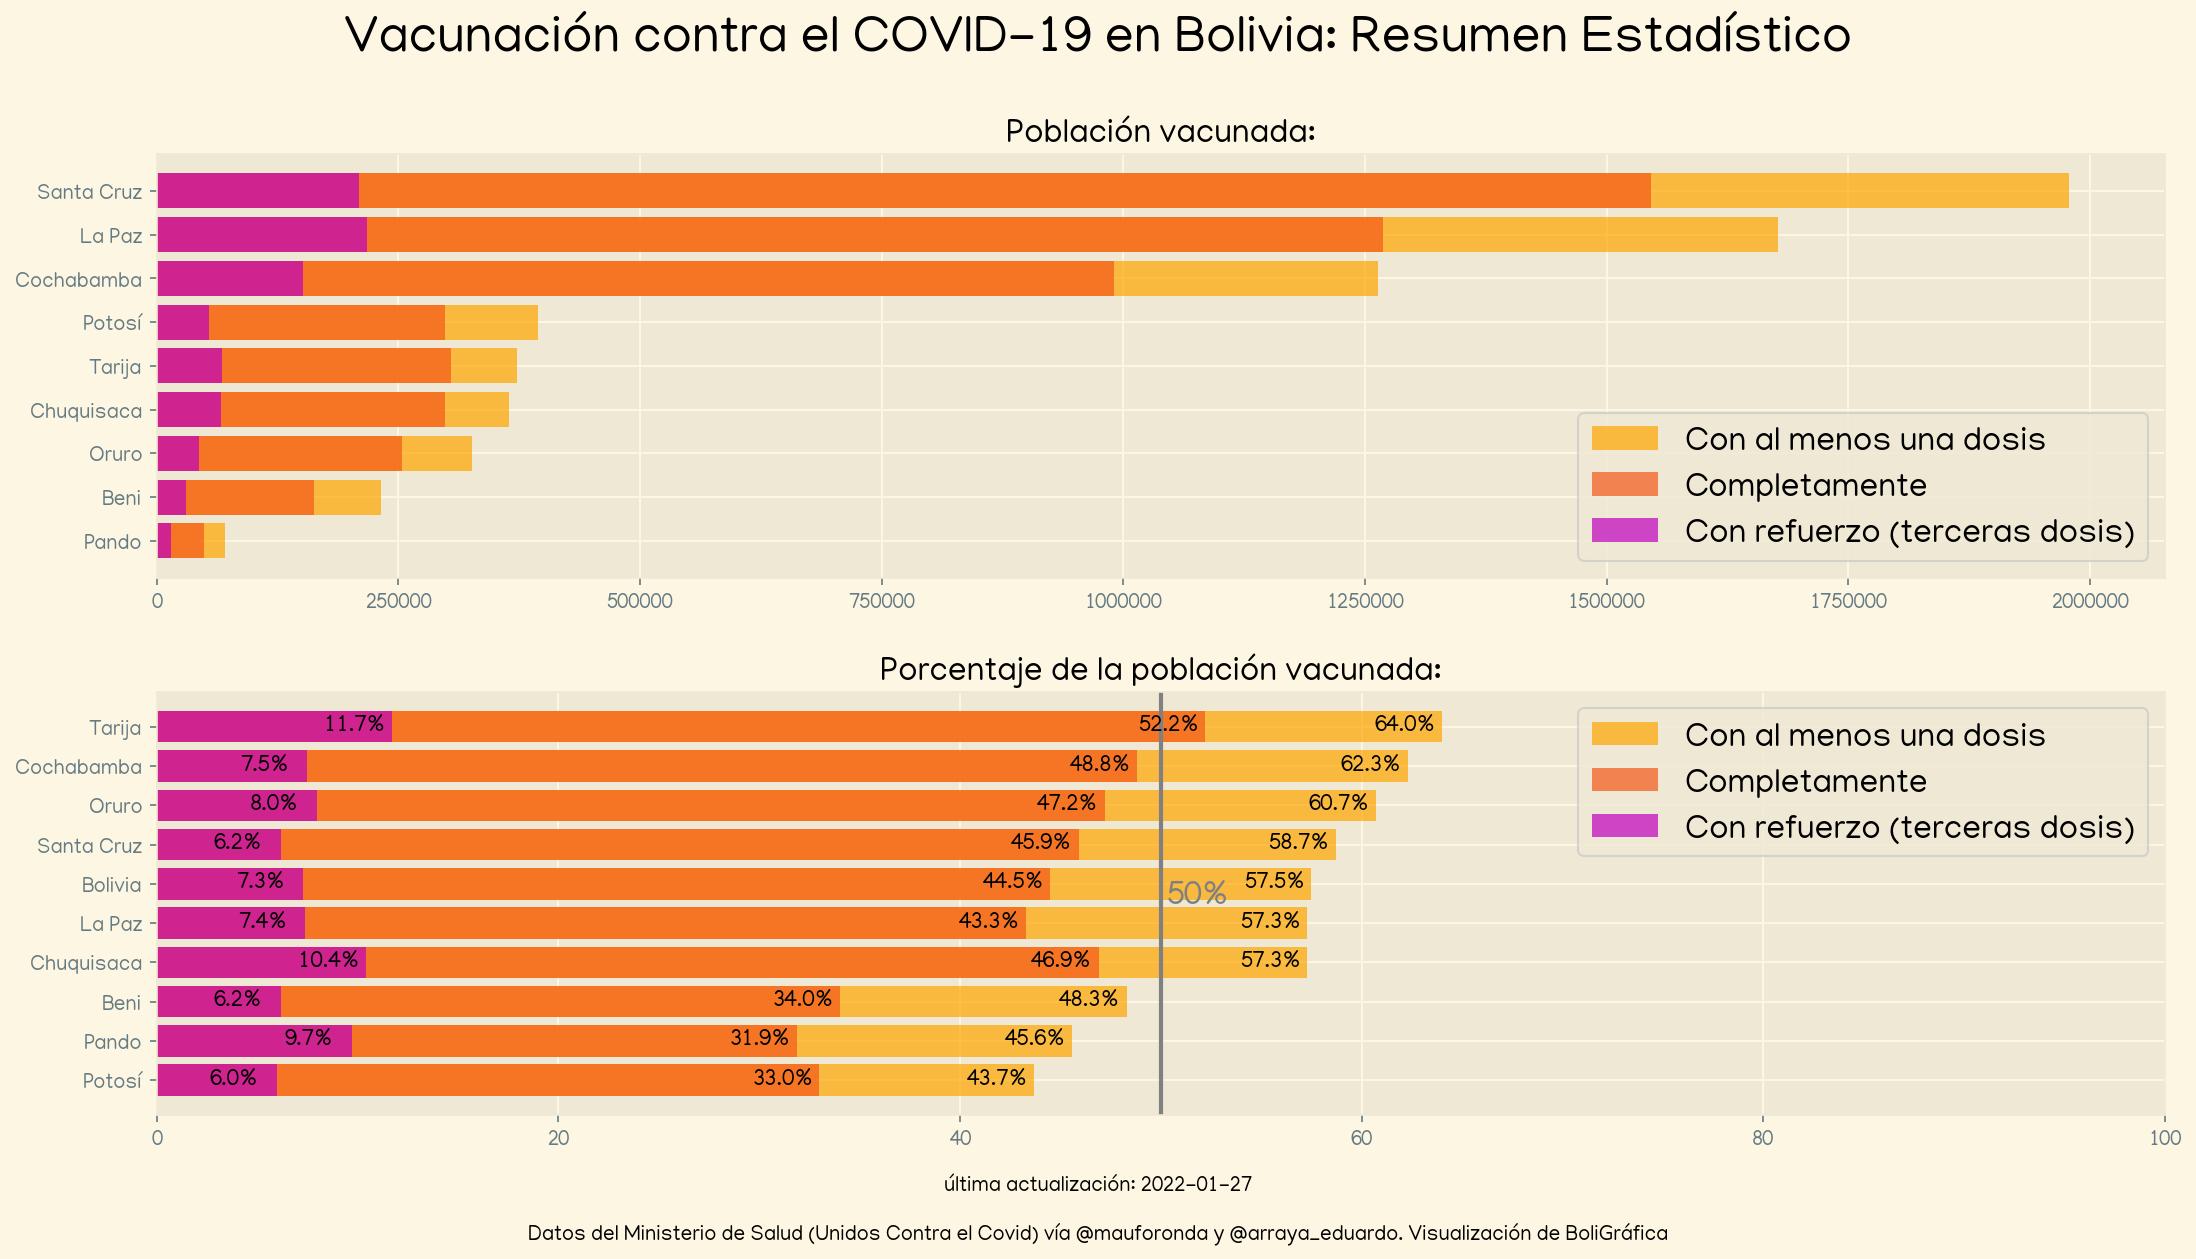 Vacunación contra el COVID-19 en Bolivia: Resumen Estadístico
Población vacunada:
Santa Cruz
La Paz
Cochabamba
Potosí
Tarija
Chuquisaca
Oruro
Beni
Pando
Con al menos una dosis
Completamente
Con refuerzo (terceras dosis)
0 250000 500000 750000 1000000 1250000 1500000 1750000 2000000
Porcentaje de la población vacunada:
Tarija 11.7% 52.2% 64.0%
Cochabamba 7.5% 48.8% 62.3%
Oruro 8.0% 47.2% 60.7%
Santa Cruz 6.2% 45.9% 58.7%
Bolivia 7.3% 44.5% 57.5%
50%
La Paz 7.4% 43.3% 57.3%
Chuquisaca 10.4% 46.9% 57.3%
Beni 6.2% 34.0% 48.3%
Pando 9.7% 31.9% 45.6%
Potosí 6.0% 33.0% 43.7%
Con al menos una dosis
Completamente
Con refuerzo (terceras dosis)
0 20 40 60 80 100
última actualización: 2022-01-27
Datos del Ministerio de Salud (Unidos Contra el Covid) vía @mauforonda y @arraya_eduardo. Visualización de BoliGráfica